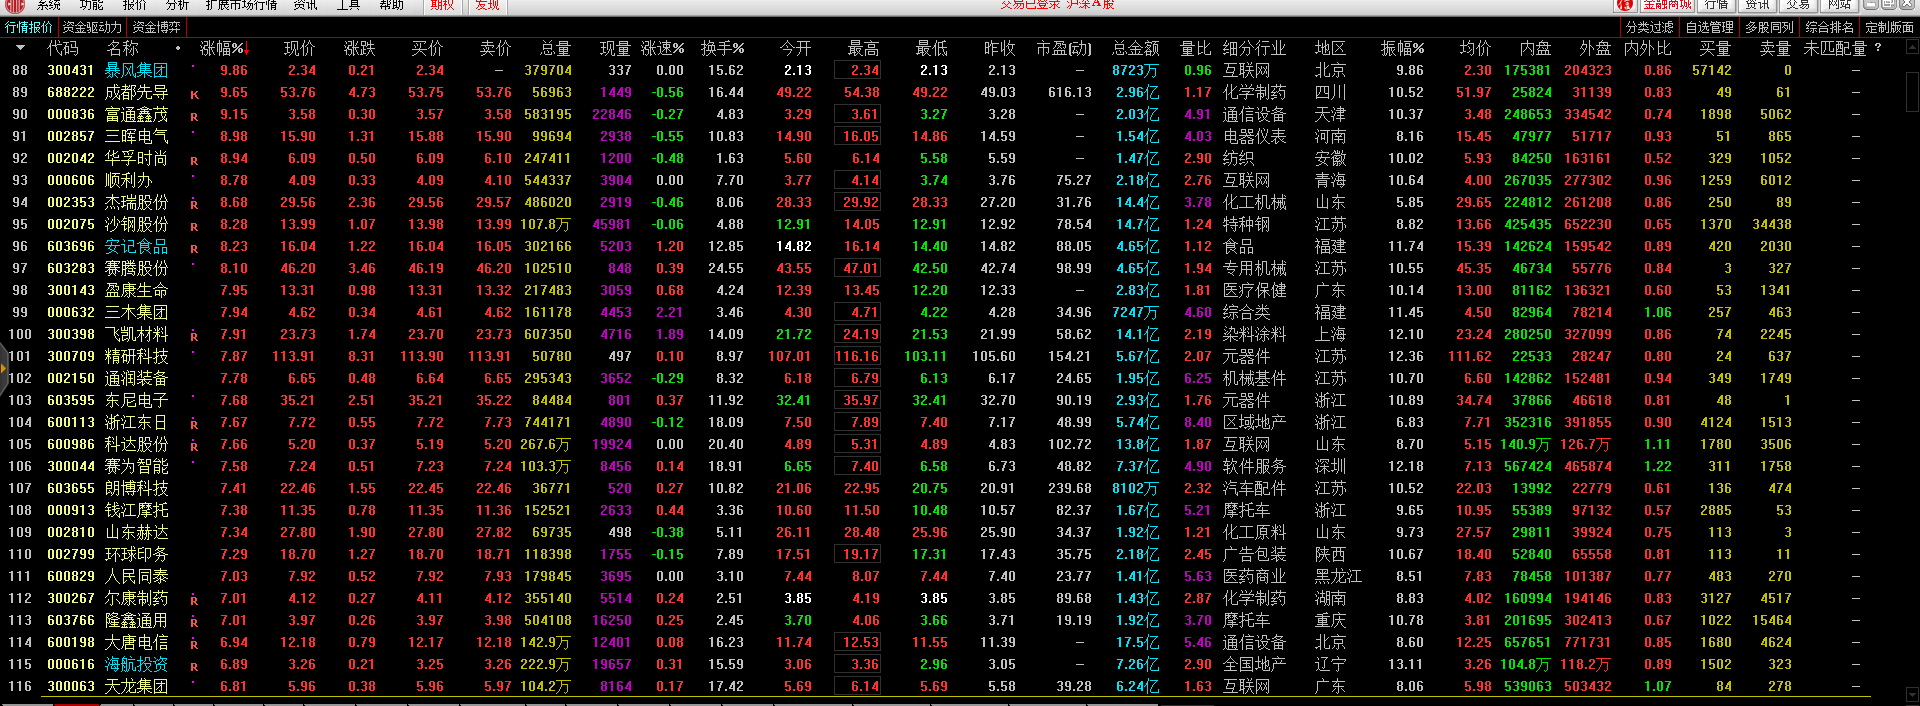 系统 功能 报价 分析 扩展市场行情 资讯 工具 帮助 期权 发现 交易已登录 沪深A股 金融商城 行情 资讯 交易 网站
行情报价 资金驱动力 资金博弈 分类过滤 自选管理 多股同列 综合排名 定制版面
代码 名称 涨幅%↓ 现价 涨跌 买价 卖价 总量 现量 涨速% 换手% 今开 最高 最低 昨收 市盈(动) 总金额 量比 细分行业 地区 振幅% 均价 内盘 外盘 内外比 买量 卖量 未匹配量 ?
88 300431 暴风集团 9.86 2.34 0.21 2.34 – 379704 337 0.00 15.62 2.13 2.34 2.13 2.13 – 8723万 0.96 互联网 北京 9.86 2.30 175381 204323 0.86 57142 0 –
89 688222 成都先导 K 9.65 53.76 4.73 53.75 53.76 56963 1449 -0.56 16.44 49.22 54.38 49.22 49.03 616.13 2.96亿 1.17 化学制药 四川 10.52 51.97 25824 31139 0.83 49 61 –
90 000836 富通鑫茂 R 9.15 3.58 0.30 3.57 3.58 583195 22846 -0.27 4.83 3.29 3.61 3.27 3.28 – 2.03亿 4.91 通信设备 天津 10.37 3.48 248653 334542 0.74 1898 5062 –
91 002857 三晖电气 8.98 15.90 1.31 15.88 15.90 99694 2938 -0.55 10.83 14.90 16.05 14.86 14.59 – 1.54亿 4.03 电器仪表 河南 8.16 15.45 47977 51717 0.93 51 865 –
92 002042 华孚时尚 R 8.94 6.09 0.50 6.09 6.10 247411 1200 -0.48 1.63 5.60 6.14 5.58 5.59 – 1.47亿 2.90 纺织 安徽 10.02 5.93 84250 163161 0.52 329 1052 –
93 000606 顺利办 8.78 4.09 0.33 4.09 4.10 544337 3904 0.00 7.70 3.77 4.14 3.74 3.76 75.27 2.18亿 2.76 互联网 青海 10.64 4.00 267035 277302 0.96 1259 6012 –
94 002353 杰瑞股份 R 8.68 29.56 2.36 29.56 29.57 486020 2919 -0.46 8.06 28.33 29.92 28.33 27.20 31.76 14.4亿 3.78 化工机械 山东 5.85 29.65 224812 261208 0.86 250 89 –
95 002075 沙钢股份 R 8.28 13.99 1.07 13.98 13.99 107.8万 45981 -0.06 4.88 12.91 14.05 12.91 12.92 78.54 14.7亿 1.24 特种钢 江苏 8.82 13.66 425435 652230 0.65 1370 34438 –
96 603696 安记食品 R 8.23 16.04 1.22 16.04 16.05 302166 5203 1.20 12.85 14.82 16.14 14.40 14.82 88.05 4.65亿 1.12 食品 福建 11.74 15.39 142624 159542 0.89 420 2030 –
97 603283 赛腾股份 8.10 46.20 3.46 46.19 46.20 102510 848 0.39 24.55 43.55 47.01 42.50 42.74 98.99 4.65亿 1.94 专用机械 江苏 10.55 45.35 46734 55776 0.84 3 327 –
98 300143 盈康生命 7.95 13.31 0.98 13.31 13.32 217483 3059 0.68 4.24 12.39 13.45 12.20 12.33 – 2.83亿 1.81 医疗保健 广东 10.14 13.00 81162 136321 0.60 53 1341 –
99 000632 三木集团 7.94 4.62 0.34 4.61 4.62 161178 4453 2.21 3.46 4.30 4.71 4.22 4.28 34.96 7247万 4.60 综合类 福建 11.45 4.50 82964 78214 1.06 257 463 –
100 300398 飞凯材料 R 7.91 23.73 1.74 23.70 23.73 607350 4716 1.89 14.09 21.72 24.19 21.53 21.99 58.62 14.1亿 2.19 染料涂料 上海 12.10 23.24 280250 327099 0.86 74 2245 –
101 300709 精研科技 7.87 113.91 8.31 113.90 113.91 50780 497 0.10 8.97 107.01 116.16 103.11 105.60 154.21 5.67亿 2.07 元器件 江苏 12.36 111.62 22533 28247 0.80 24 637 –
102 002150 通润装备 7.78 6.65 0.48 6.64 6.65 295343 3652 -0.29 8.32 6.18 6.79 6.13 6.17 24.65 1.95亿 6.25 机械基件 江苏 10.70 6.60 142862 152481 0.94 349 1749 –
103 603595 东尼电子 7.68 35.21 2.51 35.21 35.22 84484 801 0.37 11.92 32.41 35.97 32.41 32.70 90.19 2.93亿 1.76 元器件 浙江 10.89 34.74 37866 46618 0.81 48 1 –
104 600113 浙江东日 R 7.67 7.72 0.55 7.72 7.73 744171 4890 -0.12 18.09 7.50 7.89 7.40 7.17 48.99 5.74亿 8.40 区域地产 浙江 6.83 7.71 352316 391855 0.90 4124 1513 –
105 600986 科达股份 R 7.66 5.20 0.37 5.19 5.20 267.6万 19924 0.00 20.40 4.89 5.31 4.89 4.83 102.72 13.8亿 1.87 互联网 山东 8.70 5.15 140.9万 126.7万 1.11 1780 3506 –
106 300044 赛为智能 7.58 7.24 0.51 7.23 7.24 103.3万 8456 0.14 18.91 6.65 7.40 6.58 6.73 48.82 7.37亿 4.90 软件服务 深圳 12.18 7.13 567424 465874 1.22 311 1758 –
107 603655 朗博科技 7.41 22.46 1.55 22.45 22.46 36771 520 0.27 10.82 21.06 22.95 20.75 20.91 239.68 8102万 2.32 汽车配件 江苏 10.52 22.03 13992 22779 0.61 136 474 –
108 000913 钱江摩托 7.38 11.35 0.78 11.35 11.36 152521 2633 0.44 3.36 10.60 11.50 10.48 10.57 82.37 1.67亿 5.21 摩托车 浙江 9.65 10.95 55389 97132 0.57 2885 53 –
109 002810 山东赫达 7.34 27.80 1.90 27.80 27.82 69735 498 -0.38 5.11 26.11 28.48 25.96 25.90 34.37 1.92亿 1.21 化工原料 山东 9.73 27.57 29811 39924 0.75 113 3 –
110 002799 环球印务 7.29 18.70 1.27 18.70 18.71 118398 1755 -0.15 7.89 17.51 19.17 17.31 17.43 35.75 2.18亿 2.45 广告包装 陕西 10.67 18.40 52840 65558 0.81 113 11 –
111 600829 人民同泰 7.03 7.92 0.52 7.92 7.93 179845 3695 0.00 3.10 7.44 8.07 7.44 7.40 23.77 1.41亿 5.63 医药商业 黑龙江 8.51 7.83 78458 101387 0.77 483 270 –
112 300267 尔康制药 R 7.01 4.12 0.27 4.11 4.12 355140 5514 0.24 2.51 3.85 4.19 3.85 3.85 89.68 1.43亿 2.87 化学制药 湖南 8.83 4.02 160994 194146 0.83 3127 4517 –
113 603766 隆鑫通用 R 7.01 3.97 0.26 3.97 3.98 504108 16250 0.25 2.45 3.70 4.06 3.66 3.71 19.19 1.92亿 3.70 摩托车 重庆 10.78 3.81 201695 302413 0.67 1022 15464 –
114 600198 大唐电信 R 6.94 12.18 0.79 12.17 12.18 142.9万 12401 0.08 16.23 11.74 12.53 11.55 11.39 – 17.5亿 5.46 通信设备 北京 8.60 12.25 657651 771731 0.85 1680 4624 –
115 000616 海航投资 R 6.89 3.26 0.21 3.25 3.26 222.9万 19657 0.31 15.59 3.06 3.36 2.96 3.05 – 7.26亿 2.90 全国地产 辽宁 13.11 3.26 104.8万 118.2万 0.89 1502 323 –
116 300063 天龙集团 6.81 5.96 0.38 5.96 5.97 104.2万 8164 0.17 17.42 5.69 6.14 5.69 5.58 39.28 6.24亿 1.63 互联网 广东 8.06 5.98 539063 503432 1.07 84 278 –